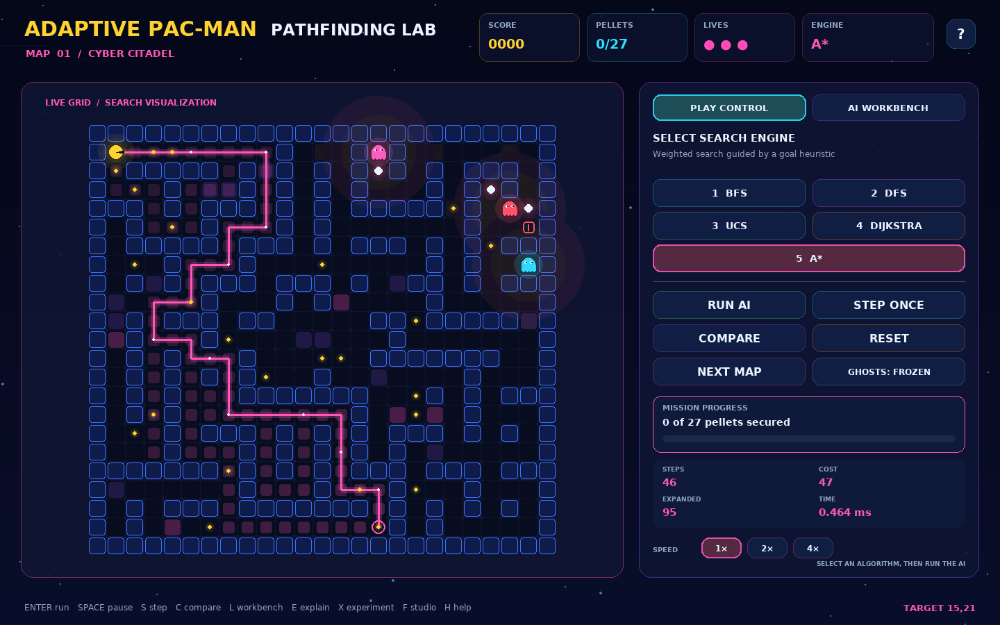 ADAPTIVE PAC-MAN PATHFINDING LAB
MAP 01 / CYBER CITADEL
SCORE
0000
PELLETS
0/27
LIVES
ENGINE
A*
?
LIVE GRID / SEARCH VISUALIZATION
PLAY CONTROL
AI WORKBENCH
SELECT SEARCH ENGINE
Weighted search guided by a goal heuristic
1 BFS
2 DFS
3 UCS
4 DIJKSTRA
5 A*
RUN AI
STEP ONCE
COMPARE
RESET
NEXT MAP
GHOSTS: FROZEN
MISSION PROGRESS
0 of 27 pellets secured
STEPS
46
COST
47
EXPANDED
95
TIME
0.464 ms
SPEED
1×
2×
4×
SELECT AN ALGORITHM, THEN RUN THE AI
ENTER run SPACE pause S step C compare L workbench E explain X experiment F studio H help
TARGET 15,21